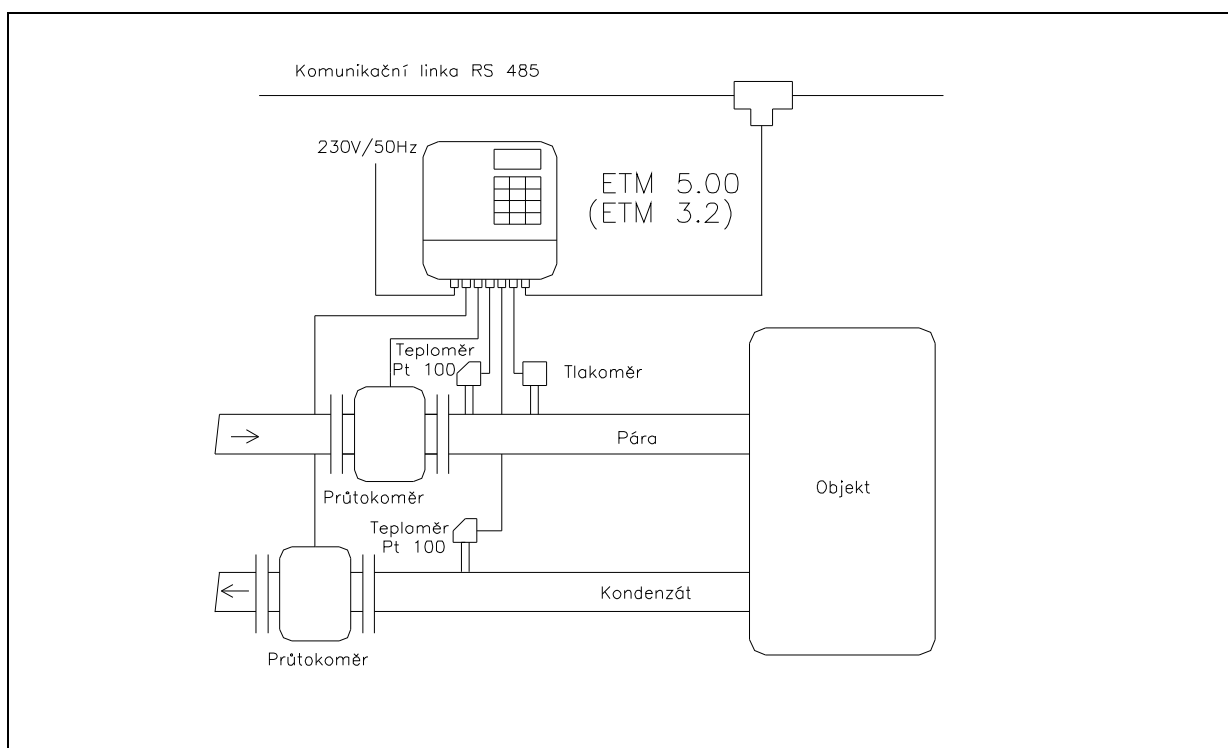 Komunikační linka RS 485
230V/50Hz
ETM 5.00
(ETM 3.2)
Teploměr
Pt 100
Tlakoměr
Pára
Průtokoměr
Objekt
Teploměr
Pt 100
Kondenzát
Průtokoměr